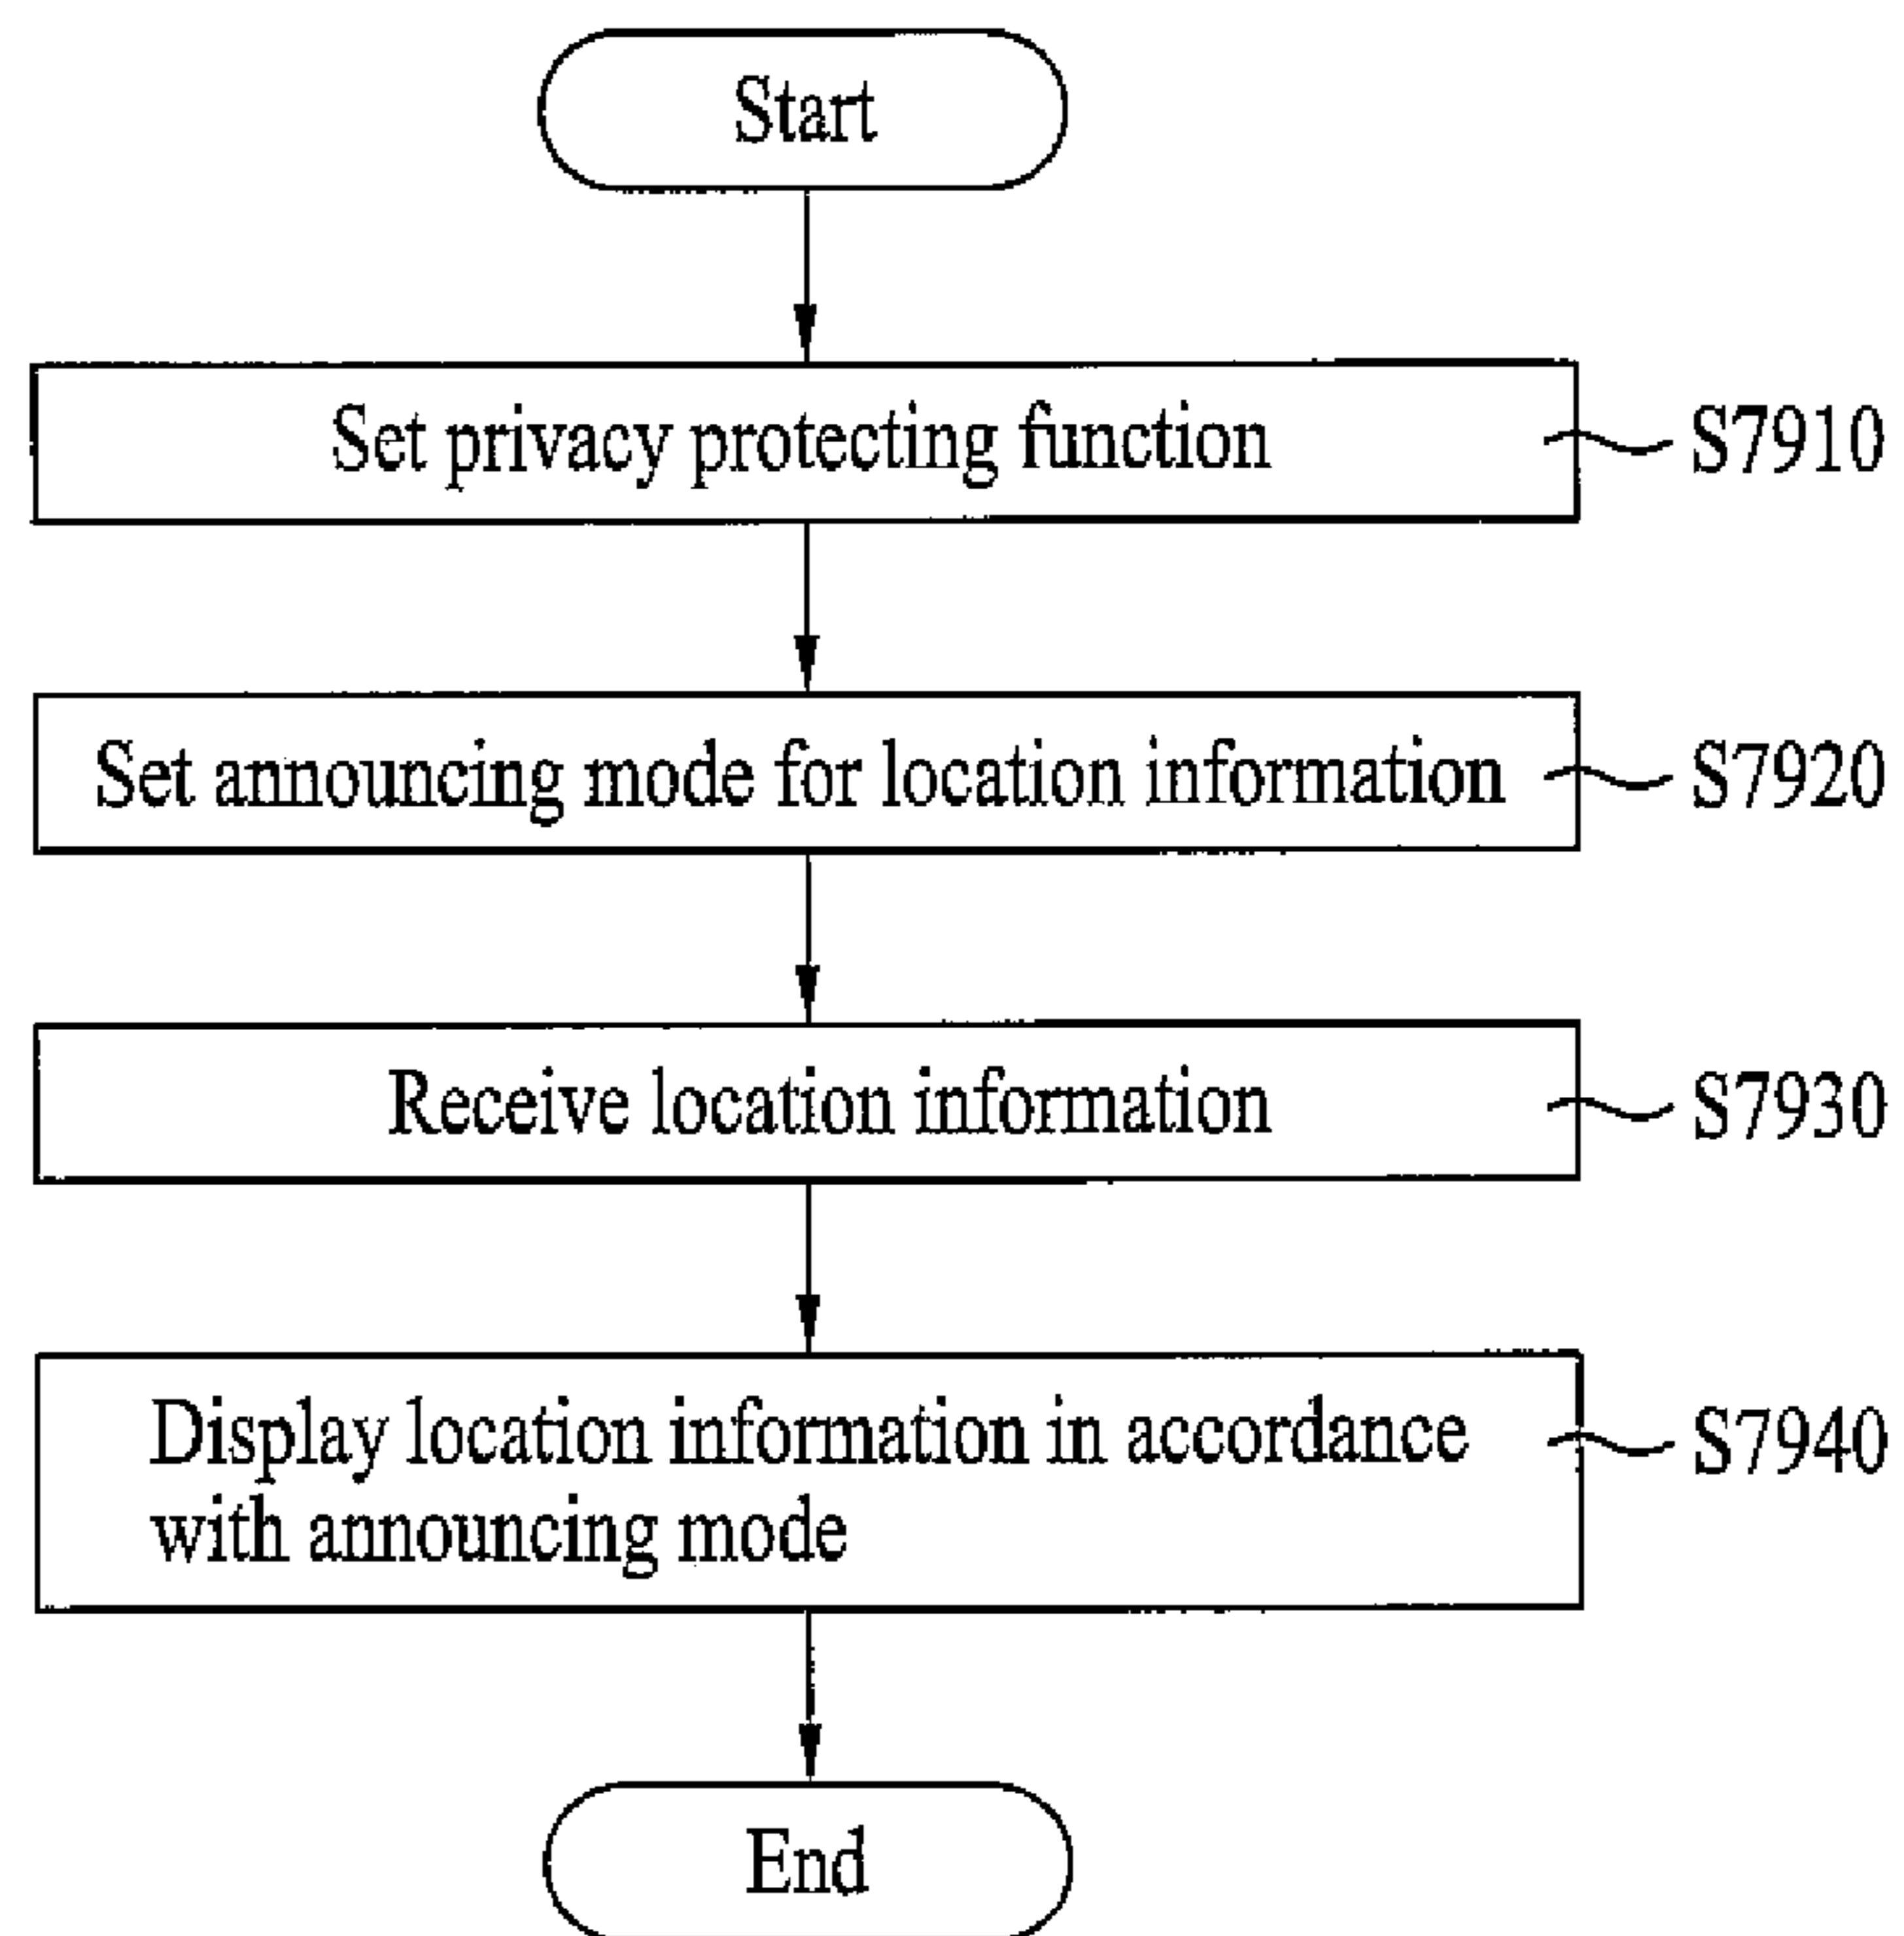 Start
Set privacy protecting function
S7910
Set announcing mode for location information
S7920
Receive location information
S7930
Display location information in accordance
with announcing mode
S7940
End